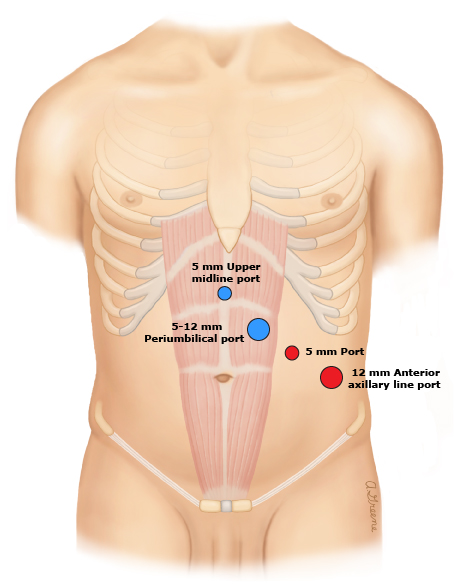 5 mm Upper
midline port
5-12 mm
Periumbilical port
5 mm Port
12 mm Anterior
axillary line port
A.Greene